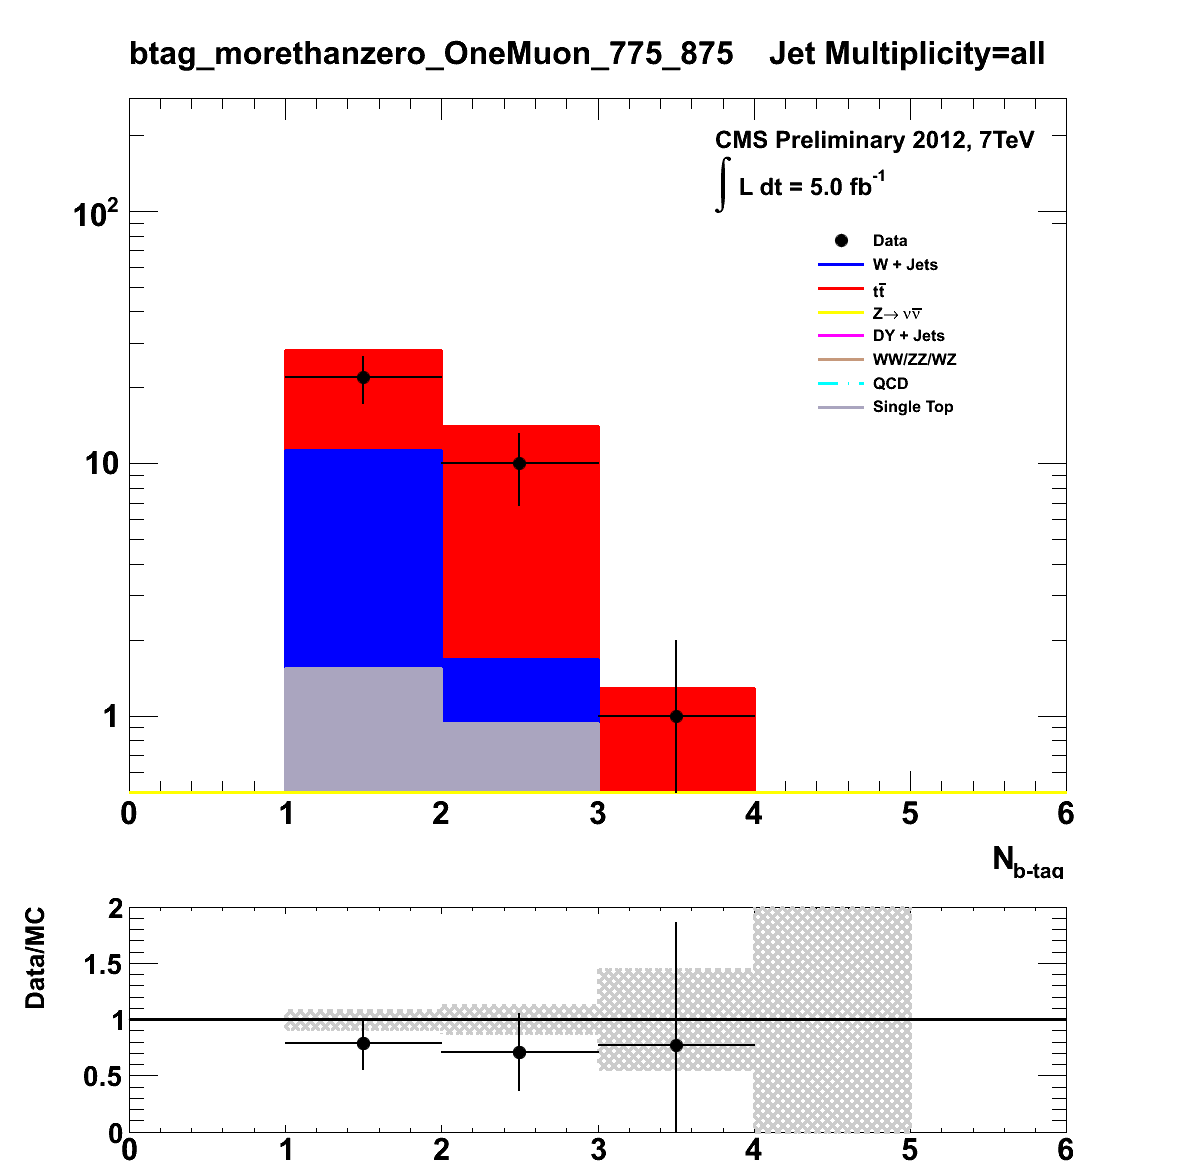 btag_morethanzero_OneMuon_775_875 Jet Multiplicity=all
CMS Preliminary 2012, 7TeV
∫ L dt = 5.0 fb-1
Data
W + Jets
tt̅
Z→ νν̅
DY + Jets
WW/ZZ/WZ
QCD
Single Top
10²
10
1
0 1 2 3 4 5 6
Nb-tag
Data/MC
2
1.5
1
0.5
0
0 1 2 3 4 5 6